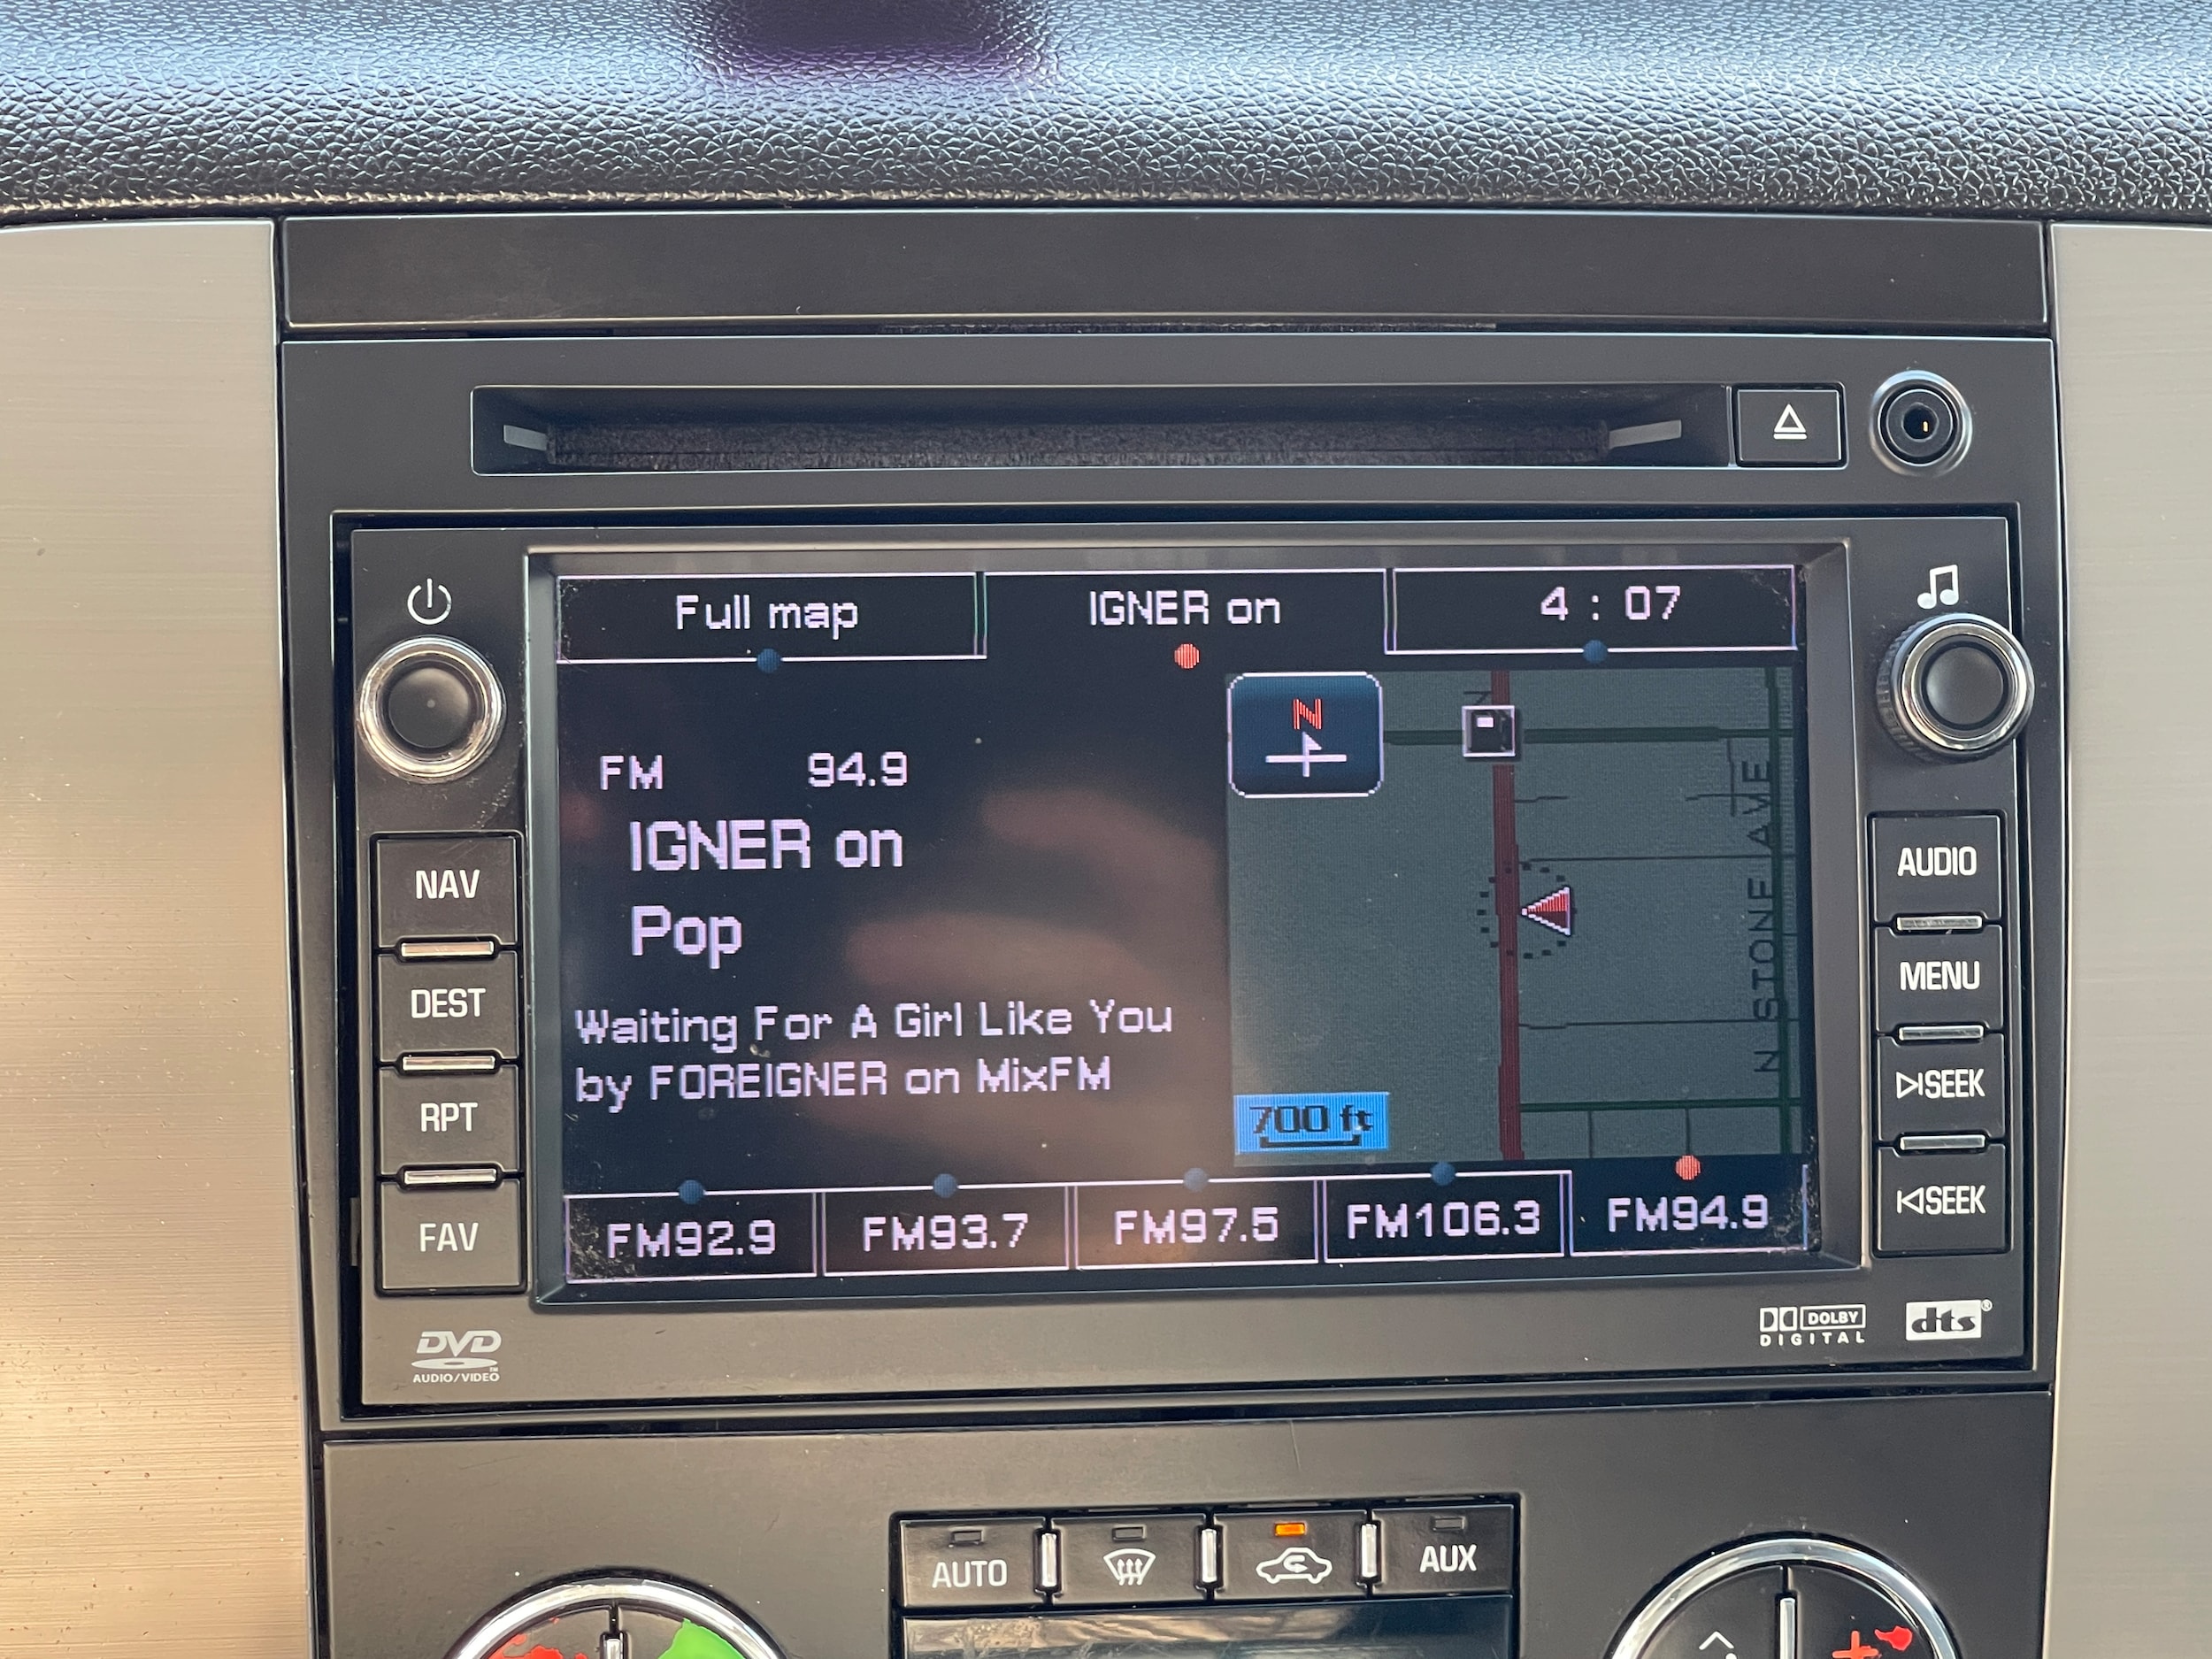 Full map
IGNER on
4 : 07
FM 94.9
IGNER on
Pop
Waiting For A Girl Like You
by FOREIGNER on MixFM
N
N
N STONE AVE
700 ft
FM92.9
FM93.7
FM97.5
FM106.3
FM94.9
NAV
DEST
RPT
FAV
AUDIO
MENU
SEEK
SEEK
DVD
AUDIO/VIDEO
DOLBY
DIGITAL
dts®
AUTO
AUX